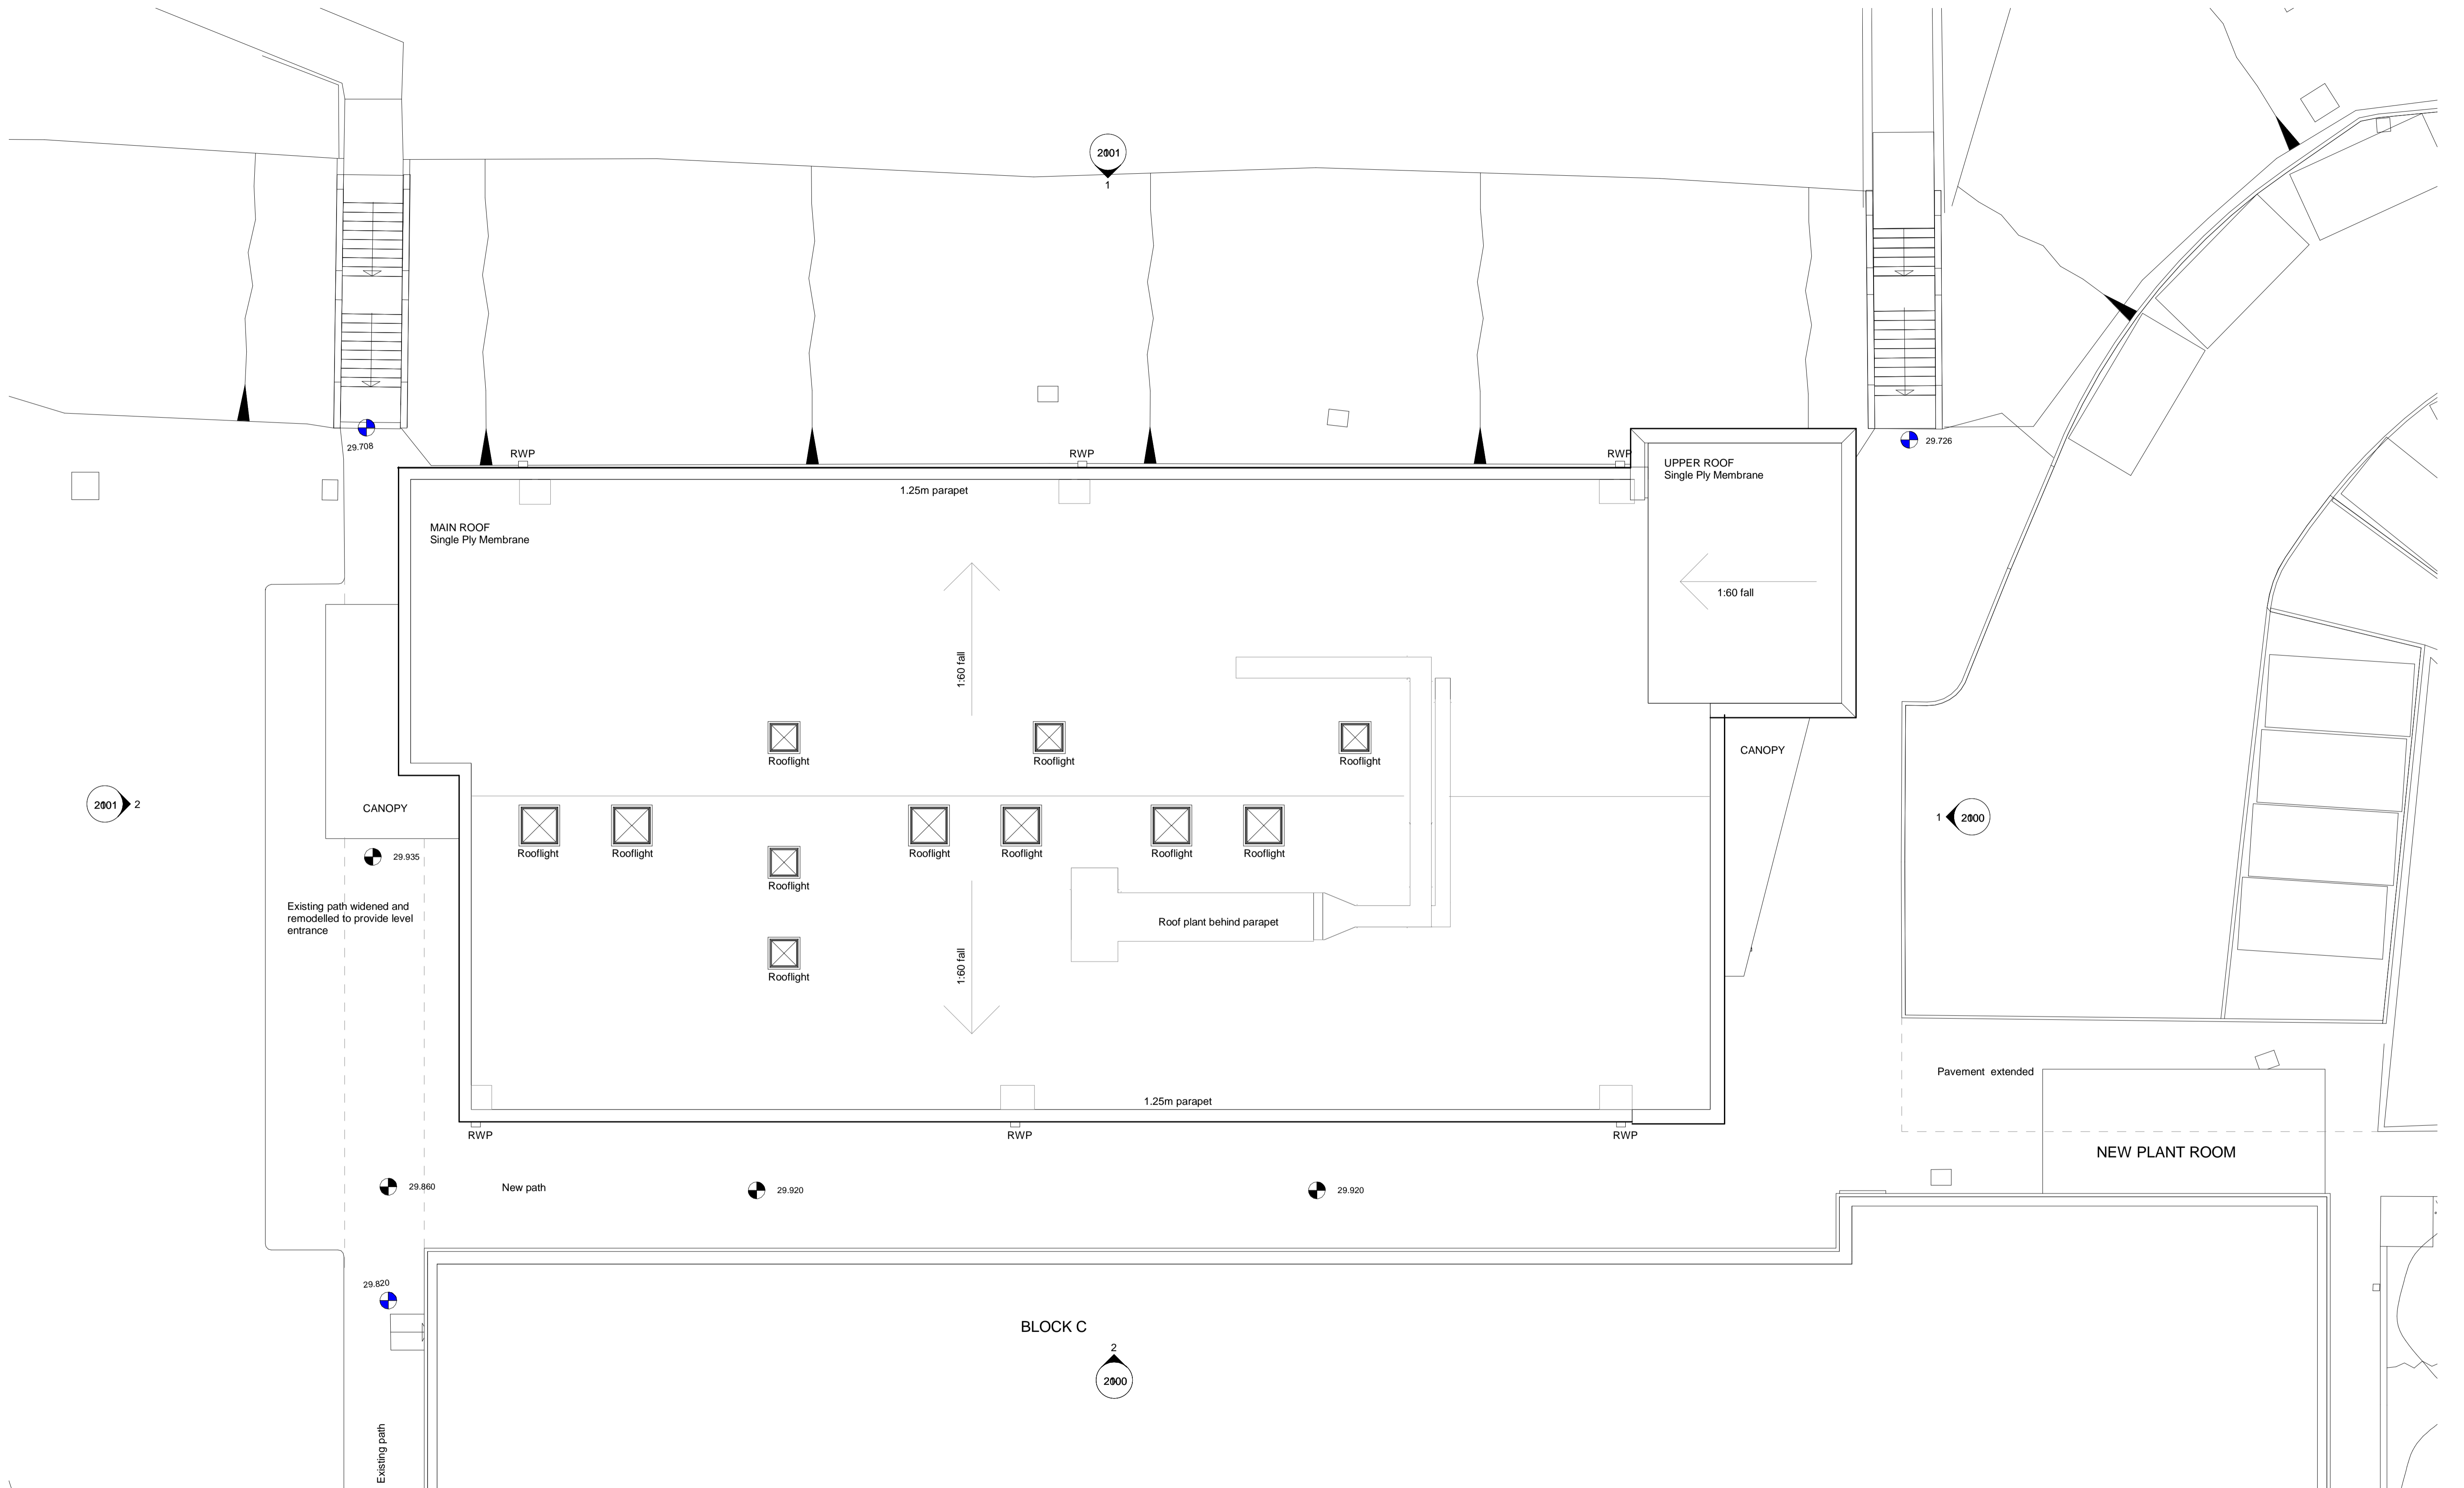 2001
1
29.708
29.726
RWP
RWP
RWP
UPPER ROOF
Single Ply Membrane
1.25m parapet
MAIN ROOF
Single Ply Membrane
1:60 fall
1:60 fall
CANOPY
Rooflight
Rooflight
Rooflight
2
CANOPY
1
Rooflight
Rooflight
Rooflight
Rooflight
Rooflight
Rooflight
29.935
Rooflight
Existing path widened and
remodelled to provide level
entrance
Roof plant behind parapet
1:60 fall
Rooflight
Pavement extended
1.25m parapet
RWP
RWP
RWP
NEW PLANT ROOM
29.860
New path
29.920
29.920
29.820
BLOCK C
2
Existing path